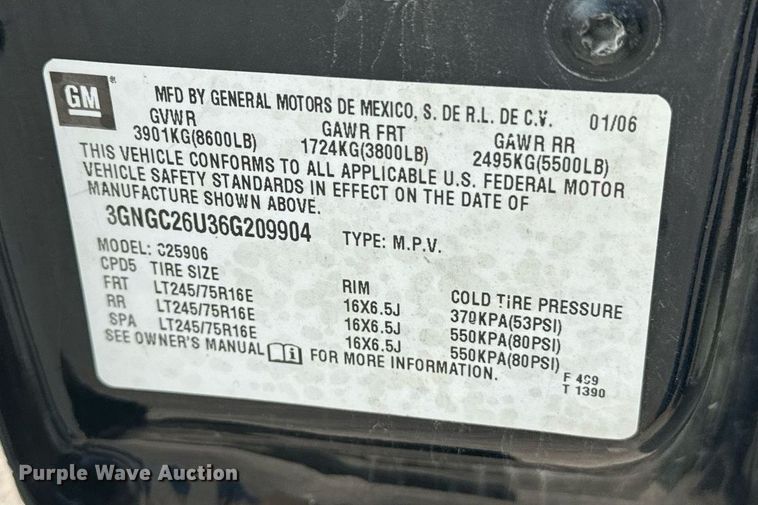 GM
MFD BY GENERAL MOTORS DE MEXICO, S. DE R.L. DE C.V. 01/06
GVWR GAWR FRT GAWR RR
3901KG(8600LB) 1724KG(3800LB) 2495KG(5500LB)
THIS VEHICLE CONFORMS TO ALL APPLICABLE U.S. FEDERAL MOTOR
VEHICLE SAFETY STANDARDS IN EFFECT ON THE DATE OF
MANUFACTURE SHOWN ABOVE.
3GNGC26U36G209904 TYPE: M.P.V.
MODEL: C25906
CPD5 TIRE SIZE RIM COLD TIRE PRESSURE
FRT LT245/75R16E 16X6.5J 370KPA(53PSI)
RR LT245/75R16E 16X6.5J 550KPA(80PSI)
SPA LT245/75R16E 16X6.5J 550KPA(80PSI)
SEE OWNER'S MANUAL FOR MORE INFORMATION.
F 499
T 1390
Purple Wave Auction